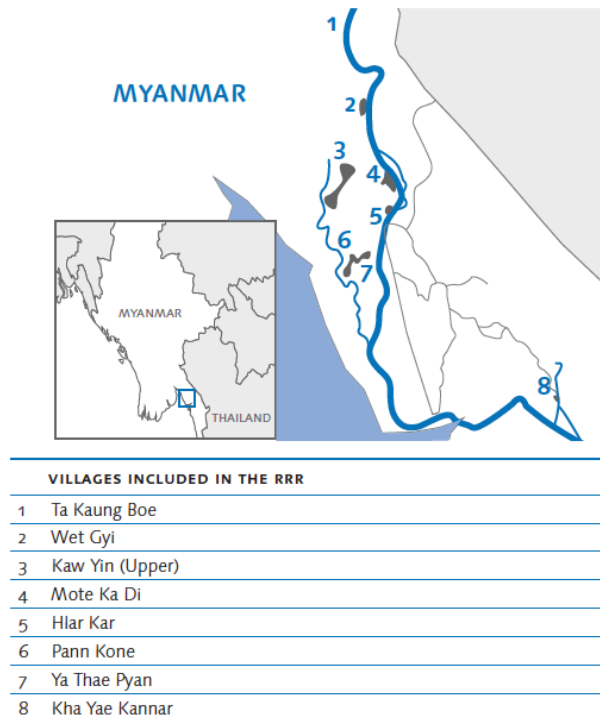 1
MYANMAR
2
3
4
5
6
7
MYANMAR
8
THAILAND
VILLAGES INCLUDED IN THE RRR
1 Ta Kaung Boe
2 Wet Gyi
3 Kaw Yin (Upper)
4 Mote Ka Di
5 Hlar Kar
6 Pann Kone
7 Ya Thae Pyan
8 Kha Yae Kannar